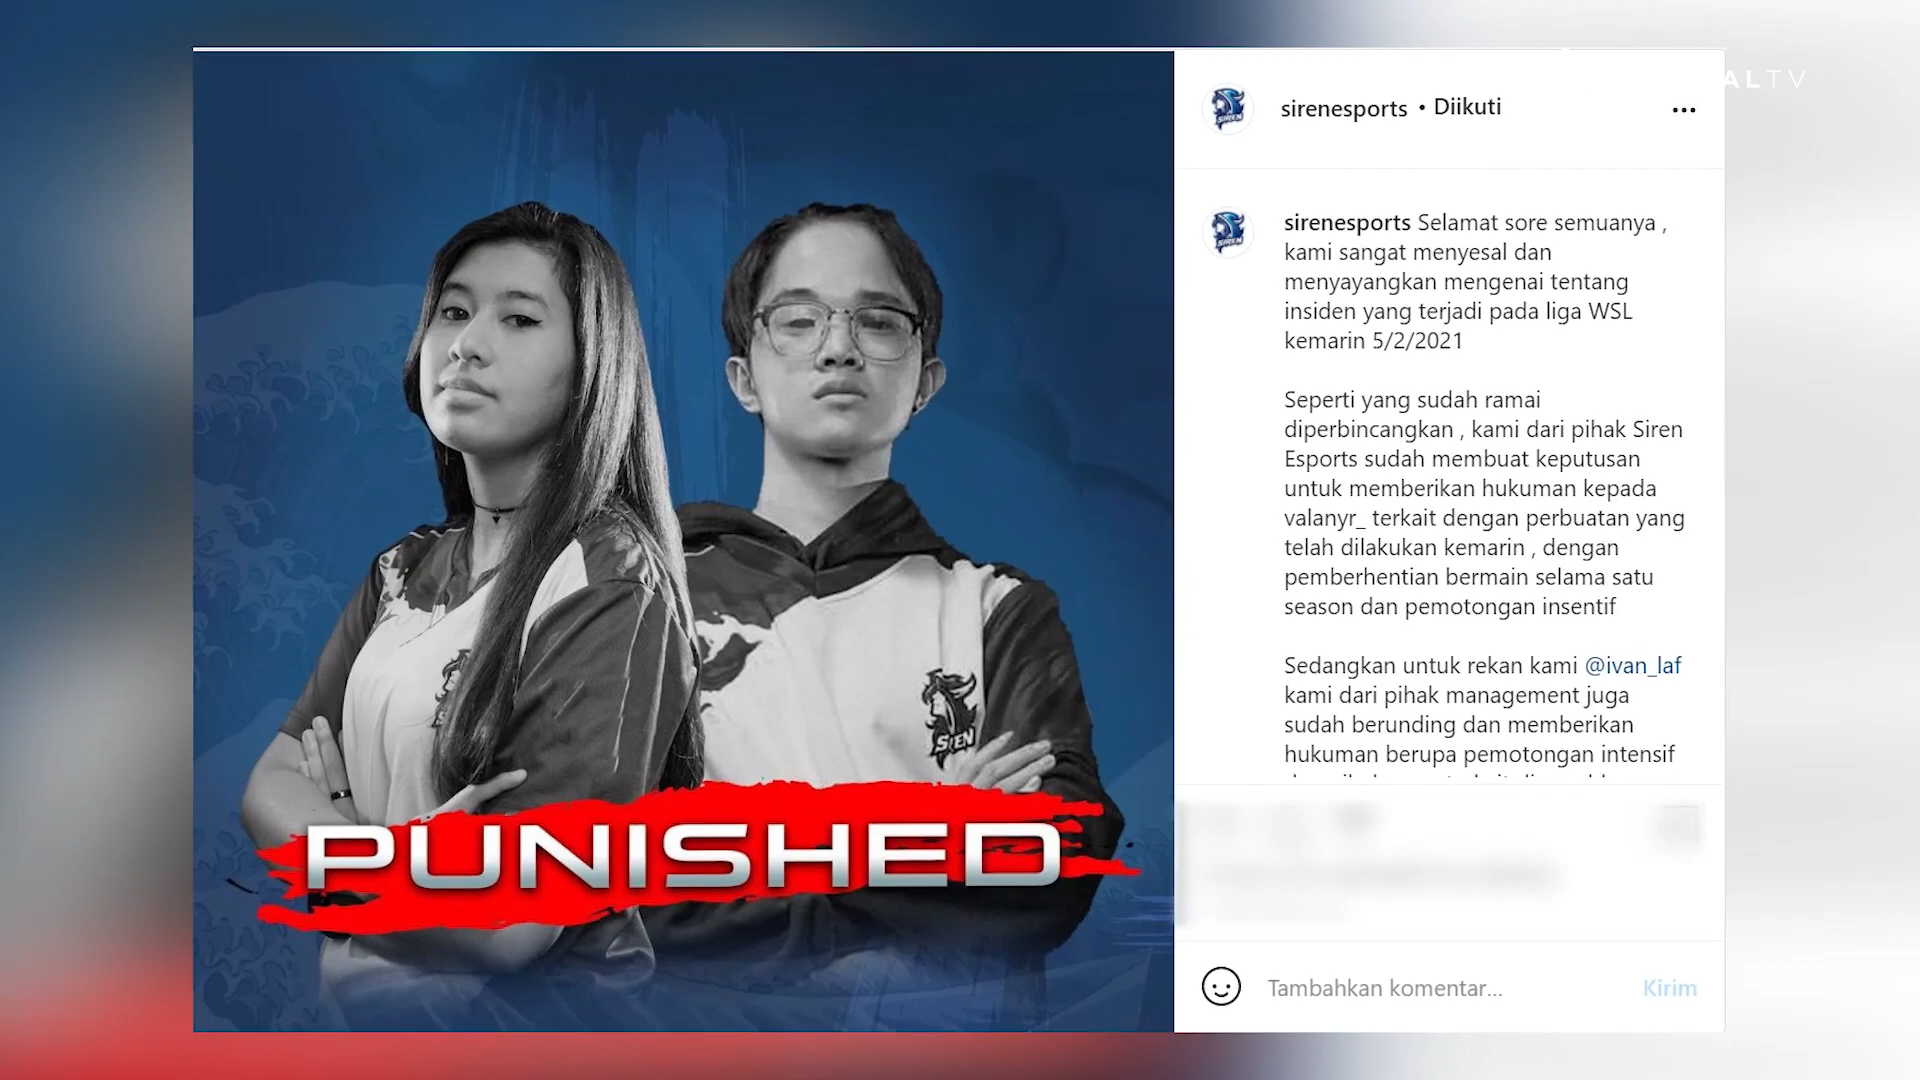 ALTV
sirenesports • Diikuti
SIREN
sirenesports Selamat sore semuanya ,
kami sangat menyesal dan
menyayangkan mengenai tentang
insiden yang terjadi pada liga WSL
kemarin 5/2/2021
Seperti yang sudah ramai
diperbincangkan , kami dari pihak Siren
Esports sudah membuat keputusan
untuk memberikan hukuman kepada
valanyr_ terkait dengan perbuatan yang
telah dilakukan kemarin , dengan
pemberhentian bermain selama satu
season dan pemotongan insentif
Sedangkan untuk rekan kami @ivan_laf
kami dari pihak management juga
sudah berunding dan memberikan
hukuman berupa pemotongan intensif
SIREN
PUNISHED
Tambahkan komentar...
Kirim